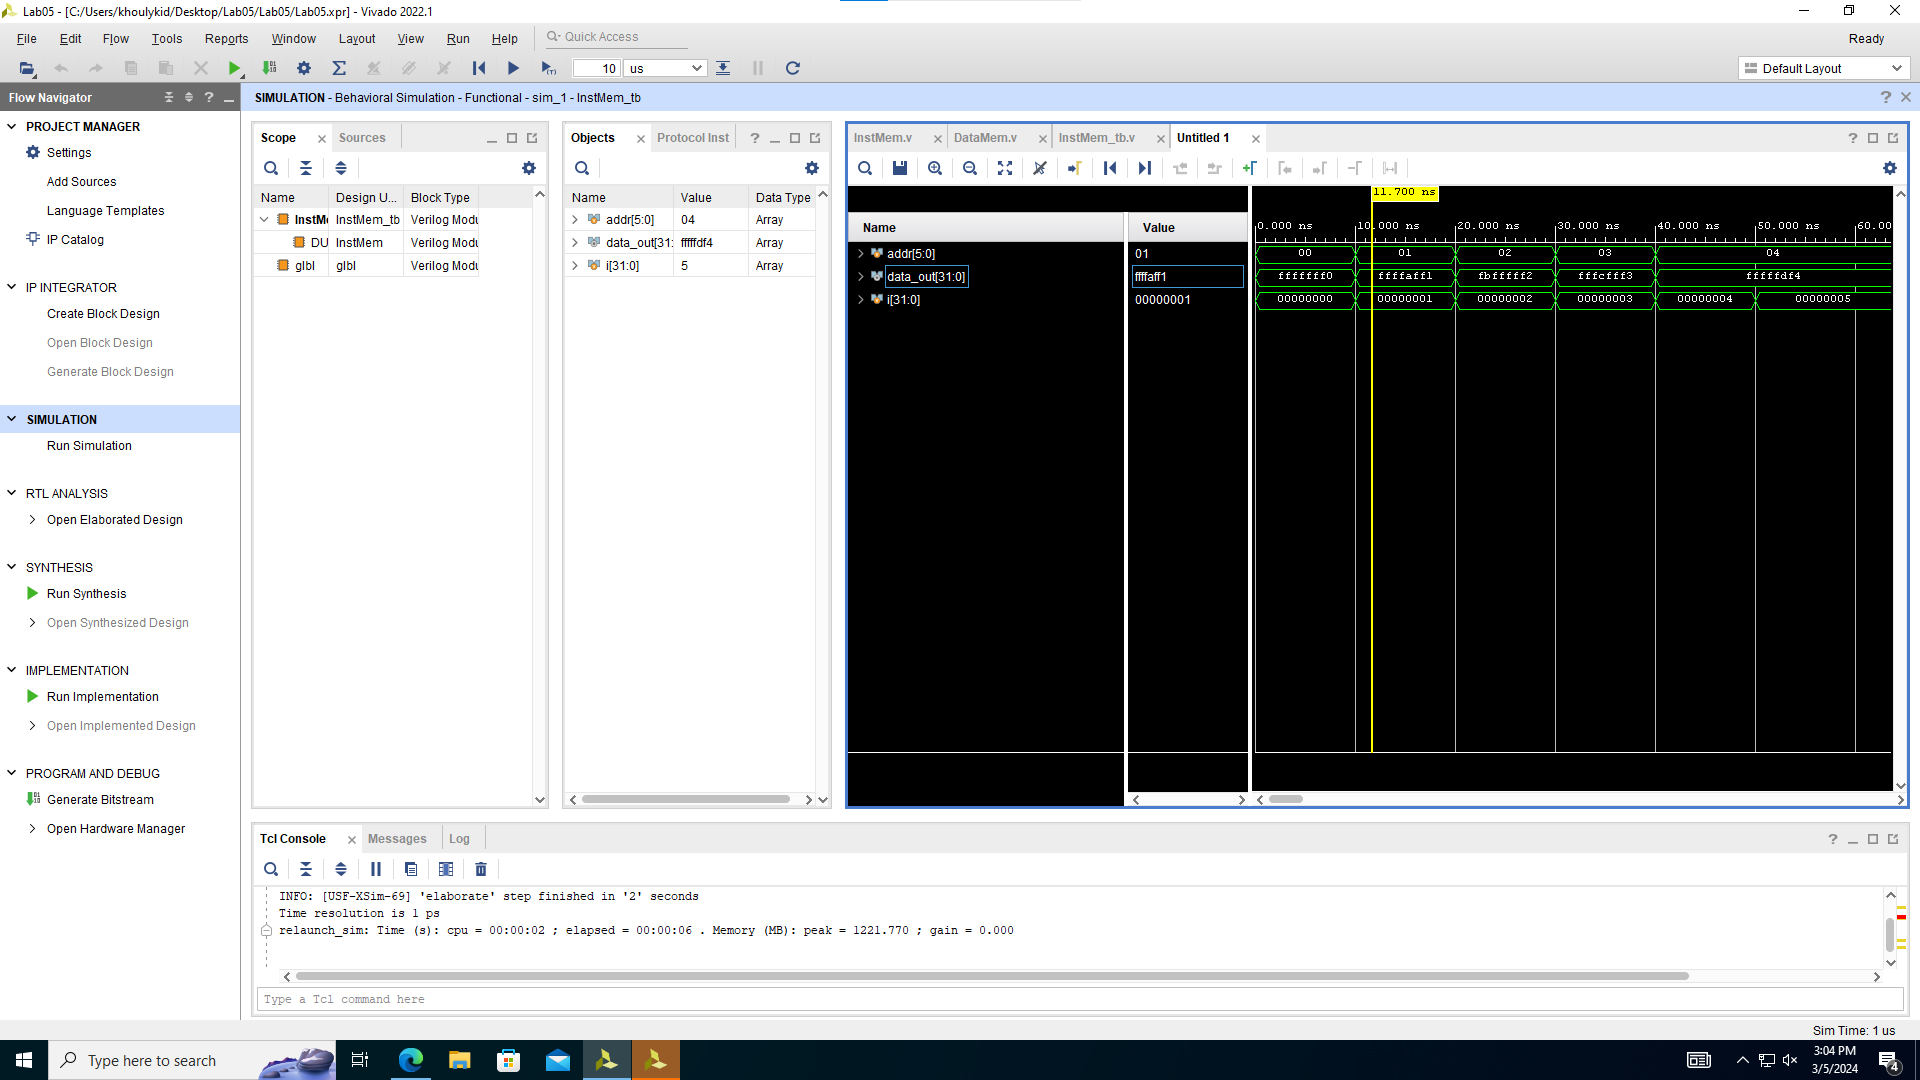 Lab05 - [C:/Users/khoulykid/Desktop/Lab05/Lab05/Lab05.xpr] - Vivado 2022.1
File Edit Flow Tools Reports Window Layout View Run Help Quick Access Ready
10 us Default Layout
Flow Navigator ?
SIMULATION - Behavioral Simulation - Functional - sim_1 - InstMem_tb ?
PROJECT MANAGER
Settings
Add Sources
Language Templates
IP Catalog
IP INTEGRATOR
Create Block Design
Open Block Design
Generate Block Design
SIMULATION
Run Simulation
RTL ANALYSIS
Open Elaborated Design
SYNTHESIS
Run Synthesis
Open Synthesized Design
IMPLEMENTATION
Run Implementation
Open Implemented Design
PROGRAM AND DEBUG
Generate Bitstream
Open Hardware Manager
Scope Sources
Name Design U... Block Type
InstMe InstMem_tb Verilog Modu
DU InstMem Verilog Modu
glbl glbl Verilog Modu
Objects Protocol Inst ?
Name Value Data Type
addr[5:0] 04 Array
data_out[31: fffffdf4 Array
i[31:0] 5 Array
InstMem.v DataMem.v InstMem_tb.v Untitled 1 ?
11.700 ns
Name Value
0.000 ns 10.000 ns 20.000 ns 30.000 ns 40.000 ns 50.000 ns 60.00
addr[5:0] 01 00 01 02 03 04
data_out[31:0] ffffaff1 fffffff0 ffffaff1 fbfffff2 fffcfff3 fffffdf4
i[31:0] 00000001 00000000 00000001 00000002 00000003 00000004 00000005
Tcl Console Messages Log ?
INFO: [USF-XSim-69] 'elaborate' step finished in '2' seconds
Time resolution is 1 ps
relaunch_sim: Time (s): cpu = 00:00:02 ; elapsed = 00:00:06 . Memory (MB): peak = 1221.770 ; gain = 0.000
Type a Tcl command here
Sim Time: 1 us
Type here to search
3:04 PM
3/5/2024
4